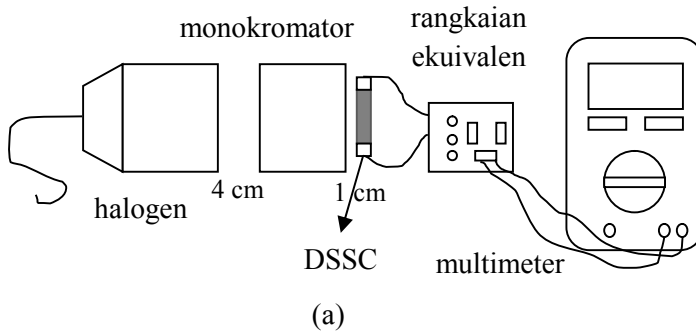 monokromator
rangkaian
ekuivalen
4 cm
1 cm
halogen
DSSC
multimeter
(a)